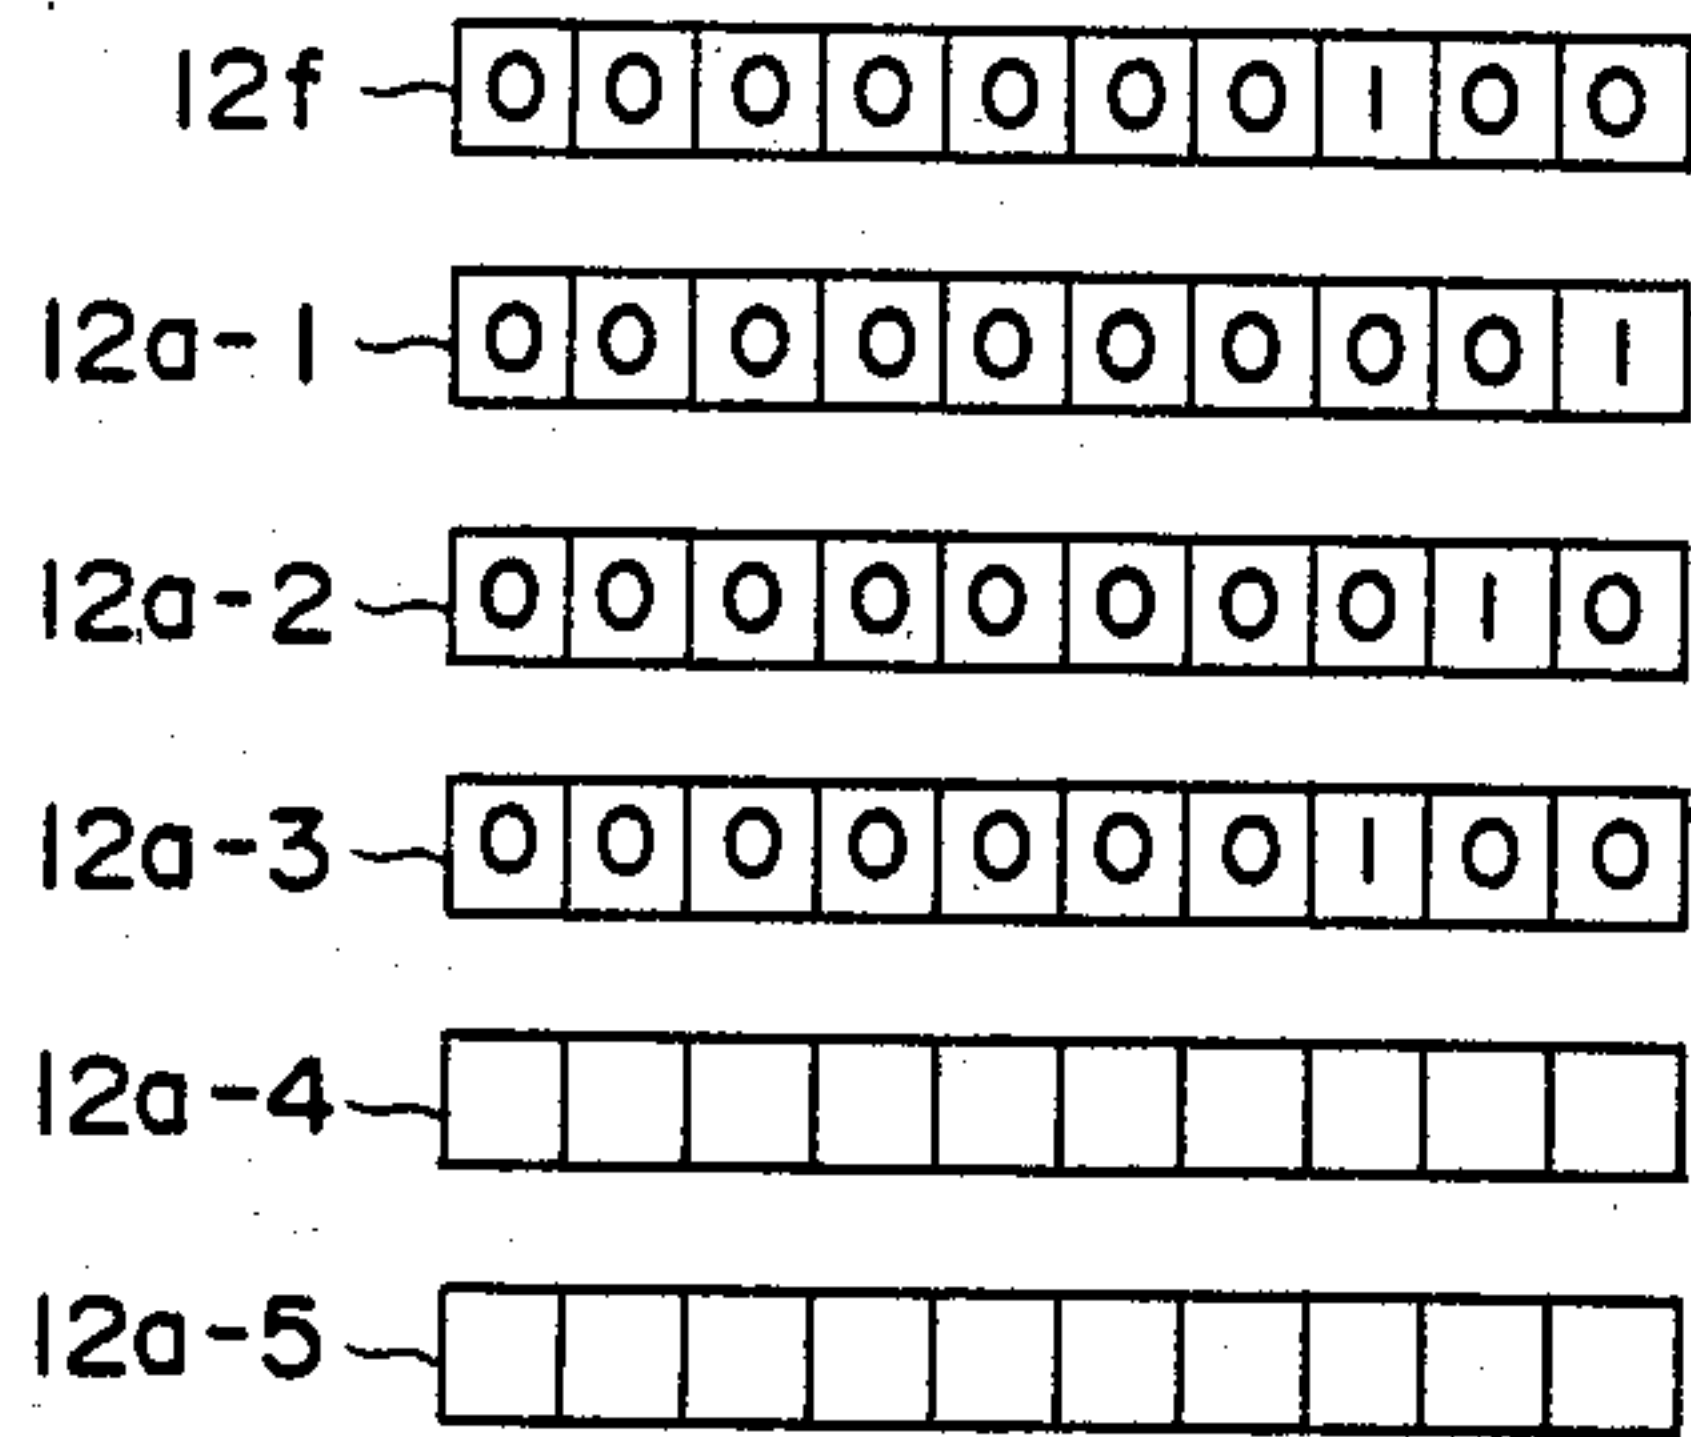 12f 0 0 0 0 0 0 0 1 0 0
12a-1 0 0 0 0 0 0 0 0 0 1
12a-2 0 0 0 0 0 0 0 0 1 0
12a-3 0 0 0 0 0 0 0 1 0 0
12a-4
12a-5